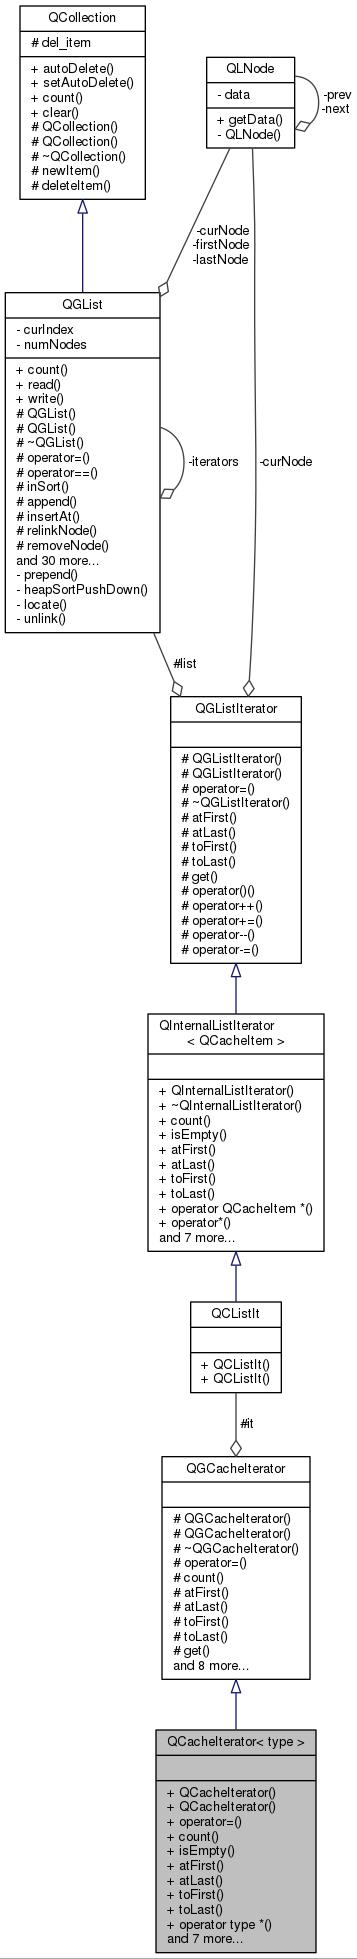 QCollection
# del_item
+ autoDelete()
+ setAutoDelete()
+ count()
+ clear()
# QCollection()
# QCollection()
# ~QCollection()
# newItem()
# deleteItem()
QLNode
- data
+ getData()
- QLNode()
-prev
-next
-curNode
-firstNode
-lastNode
QGList
- curIndex
- numNodes
+ count()
+ read()
+ write()
# QGList()
# QGList()
# ~QGList()
# operator=()
# operator==()
# inSort()
# append()
# insertAt()
# relinkNode()
# removeNode()
and 30 more...
- prepend()
- heapSortPushDown()
- locate()
- unlink()
-iterators
-curNode
#list
QGListIterator
# QGListIterator()
# QGListIterator()
# operator=()
# ~QGListIterator()
# atFirst()
# atLast()
# toFirst()
# toLast()
# get()
# operator()()
# operator++()
# operator+=()
# operator--()
# operator-=()
QInternalListIterator
< QCacheItem >
+ QInternalListIterator()
+ ~QInternalListIterator()
+ count()
+ isEmpty()
+ atFirst()
+ atLast()
+ toFirst()
+ toLast()
+ operator QCacheItem *()
+ operator*()
and 7 more...
QCListIt
+ QCListIt()
+ QCListIt()
#it
QGCacheIterator
# QGCacheIterator()
# QGCacheIterator()
# ~QGCacheIterator()
# operator=()
# count()
# atFirst()
# atLast()
# toFirst()
# toLast()
# get()
and 8 more...
QCacheIterator< type >
+ QCacheIterator()
+ QCacheIterator()
+ operator=()
+ count()
+ isEmpty()
+ atFirst()
+ atLast()
+ toFirst()
+ toLast()
+ operator type *()
and 7 more...